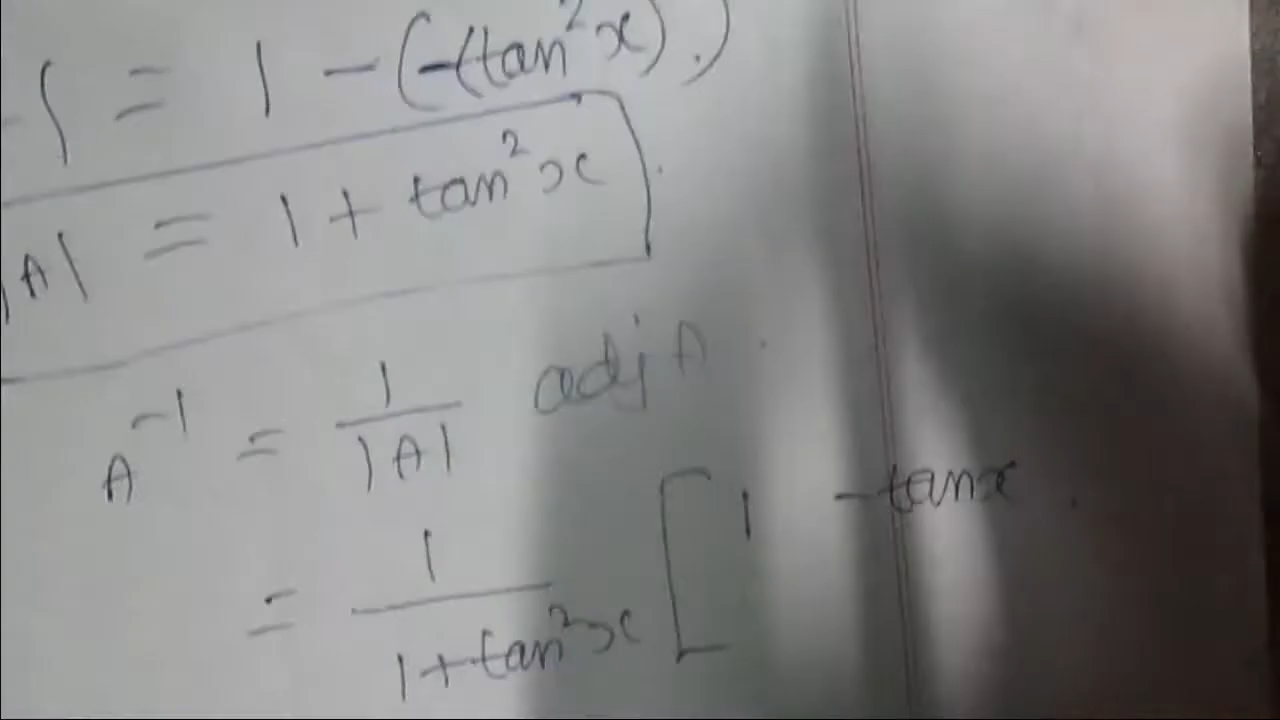 = 1 - (-(tan²x).)
|A| = 1 + tan²x .
A⁻¹ = 1/|A| adj A .
= 1/(1+tan²x) [ 1 -tanx .